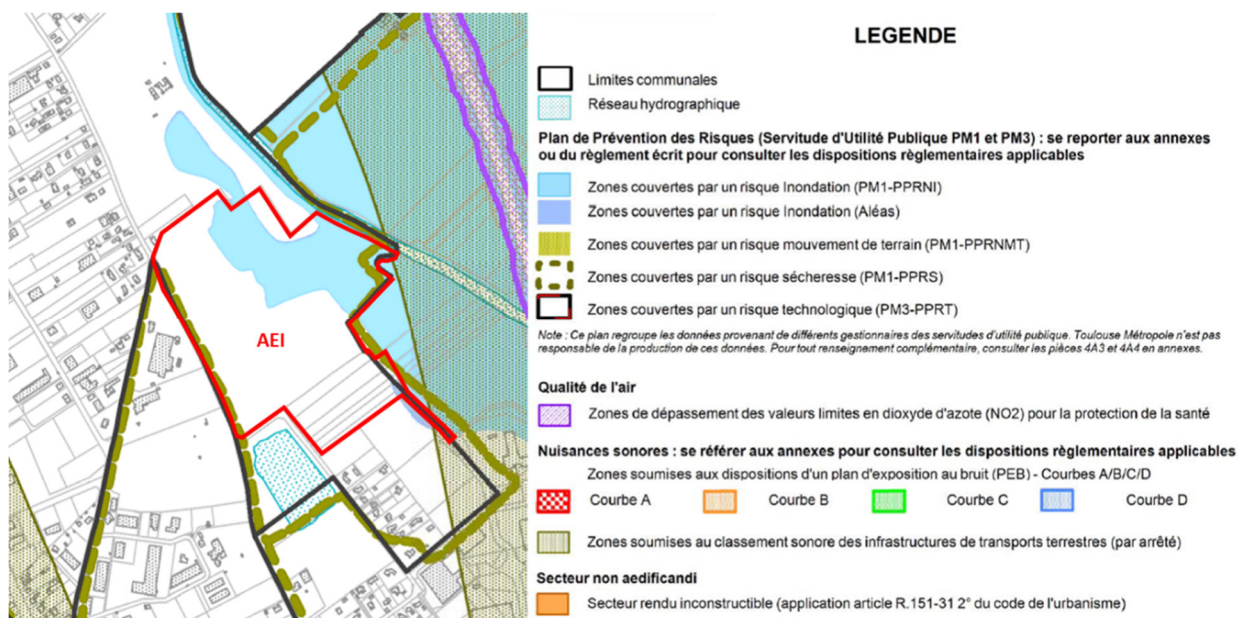 AEI
LEGENDE
Limites communales
Réseau hydrographique
Plan de Prévention des Risques (Servitude d'Utilité Publique PM1 et PM3) : se reporter aux annexes
ou du règlement écrit pour consulter les dispositions règlementaires applicables
Zones couvertes par un risque Inondation (PM1-PPRNI)
Zones couvertes par un risque Inondation (Aléas)
Zones couvertes par un risque mouvement de terrain (PM1-PPRNMT)
Zones couvertes par un risque sécheresse (PM1-PPRS)
Zones couvertes par un risque technologique (PM3-PPRT)
Note : Ce plan regroupe les données provenant de différents gestionnaires des servitudes d'utilité publique. Toulouse Métropole n'est pas
responsable de la production de ces données. Pour tout renseignement complémentaire, consulter les pièces 4A3 et 4A4 en annexes.
Qualité de l'air
Zones de dépassement des valeurs limites en dioxyde d'azote (NO2) pour la protection de la santé
Nuisances sonores : se référer aux annexes pour consulter les dispositions règlementaires applicables
Zones soumises aux dispositions d'un plan d'exposition au bruit (PEB) - Courbes A/B/C/D
Courbe A Courbe B Courbe C Courbe D
Zones soumises au classement sonore des infrastructures de transports terrestres (par arrêté)
Secteur non aedificandi
Secteur rendu inconstructible (application article R.151-31 2° du code de l'urbanisme)